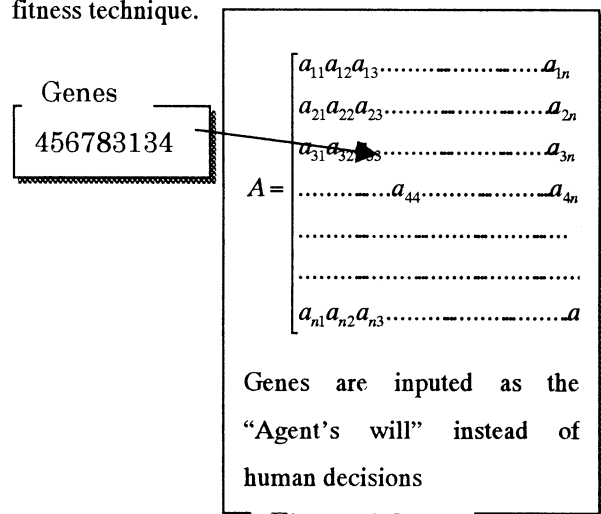 fitness technique.
Genes
456783134
a₁₁a₁₂a₁₃..............................a₁ₙ
a₂₁a₂₂a₂₃..............................a₂ₙ
a₃₁a₃₂a₃₃..............................a₃ₙ
A = ................a₄₄......................a₄ₙ
................................................
................................................
aₙ₁aₙ₂aₙ₃..............................a
Genes are inputed as the
“Agent’s will” instead of
human decisions